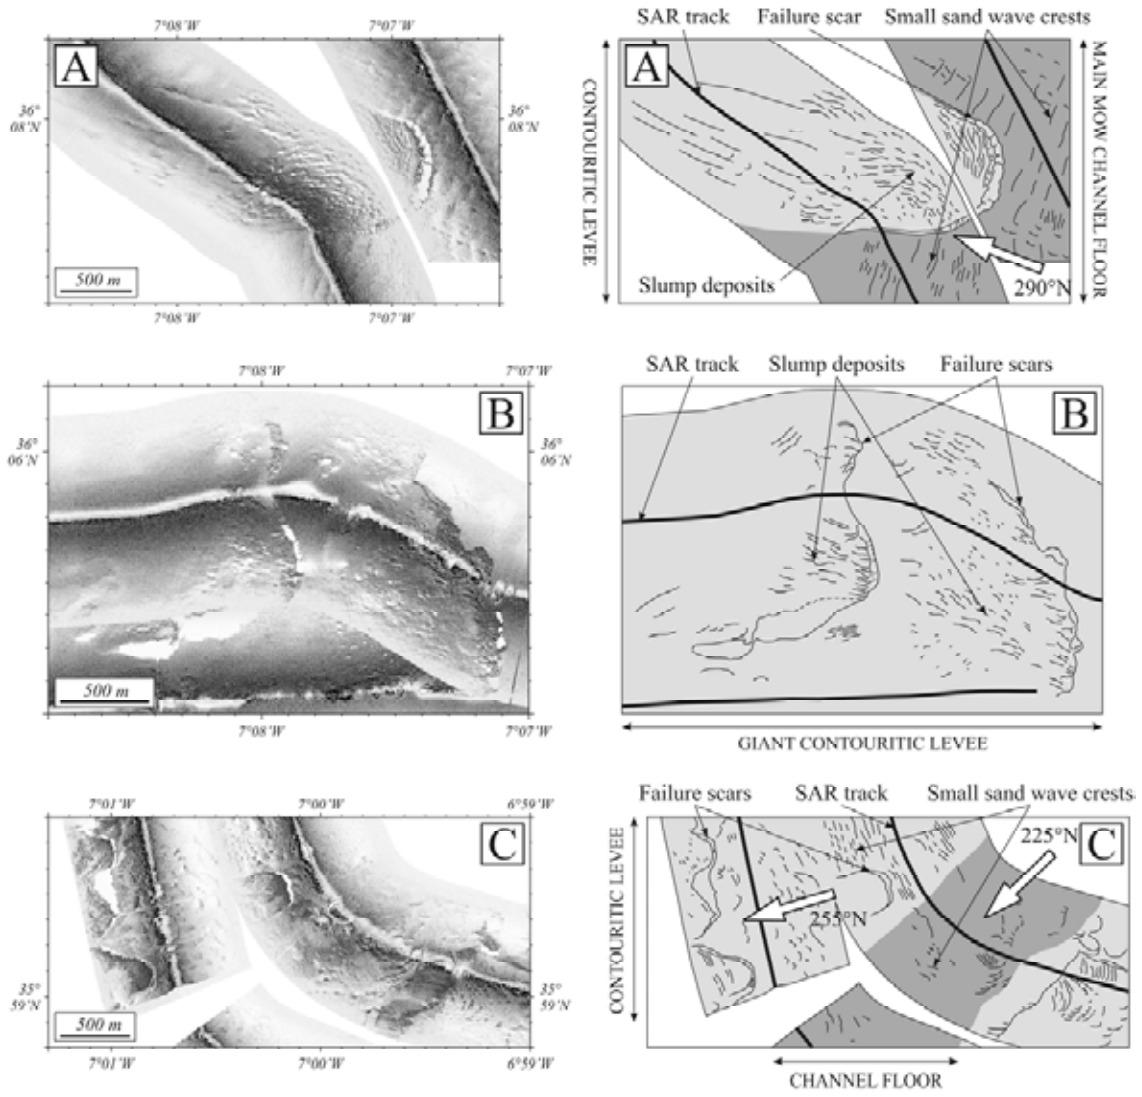 7°08'W 7°07'W
SAR track Failure scar Small sand wave crests
A
A
36°
08'N
36°
08'N
CONTOURITIC LEVEE
MAIN MOW CHANNEL FLOOR
500 m
Slump deposits
290°N
7°08'W 7°07'W
7°08'W 7°07'W
SAR track Slump deposits Failure scars
B
B
36°
06'N
36°
06'N
500 m
7°08'W 7°07'W
GIANT CONTOURITIC LEVEE
7°01'W 7°00'W 6°59'W
Failure scars SAR track Small sand wave crests
C
225°N
C
CONTOURITIC LEVEE
255°N
35°
59'N
35°
59'N
500 m
7°01'W 7°00'W 6°59'W
CHANNEL FLOOR